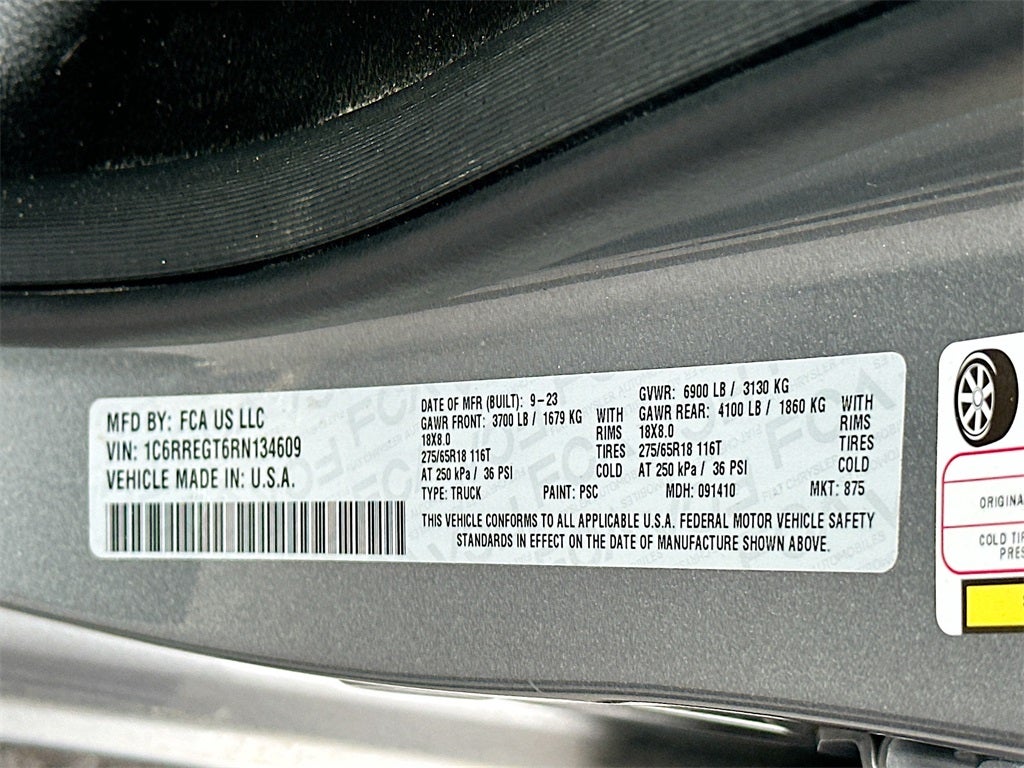 MFD BY: FCA US LLC
VIN: 1C6RREGT6RN134609
VEHICLE MADE IN: U.S.A.
DATE OF MFR (BUILT): 9-23
GAWR FRONT: 3700 LB / 1679 KG WITH
18X8.0 RIMS
275/65R18 116T TIRES
AT 250 kPa / 36 PSI COLD
GVWR: 6900 LB / 3130 KG
GAWR REAR: 4100 LB / 1860 KG WITH
18X8.0 RIMS
275/65R18 116T TIRES
AT 250 kPa / 36 PSI COLD
TYPE: TRUCK PAINT: PSC MDH: 091410 MKT: 875
THIS VEHICLE CONFORMS TO ALL APPLICABLE U.S.A. FEDERAL MOTOR VEHICLE SAFETY
STANDARDS IN EFFECT ON THE DATE OF MANUFACTURE SHOWN ABOVE.
ORIGINA
COLD TI
PRES